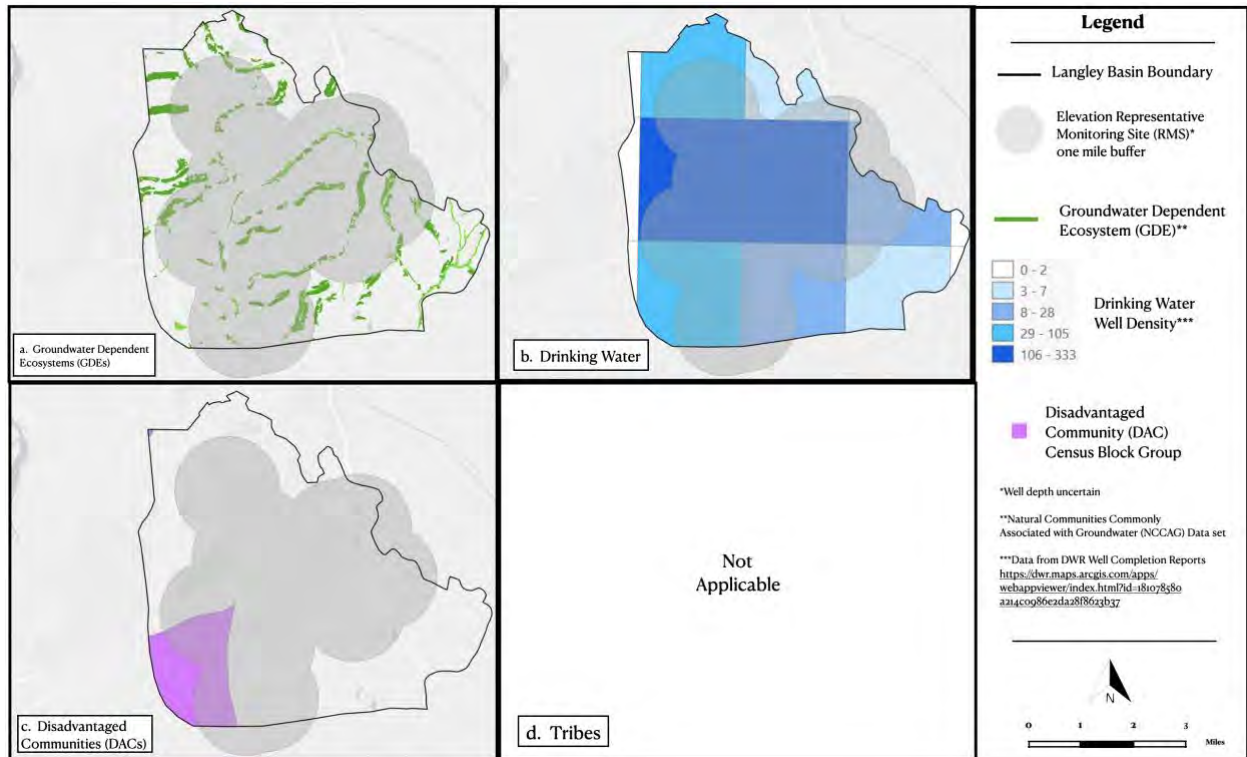 a. Groundwater Dependent
Ecosystems (GDEs)
b. Drinking Water
c. Disadvantaged
Communities (DACs)
Not
Applicable
d. Tribes
Legend
Langley Basin Boundary
Elevation Representative
Monitoring Site (RMS)*
one mile buffer
Groundwater Dependent
Ecosystem (GDE)**
0 - 2
3 - 7
8 - 28
29 - 105
106 - 333
Drinking Water
Well Density***
Disadvantaged
Community (DAC)
Census Block Group
*Well depth uncertain
**Natural Communities Commonly
Associated with Groundwater (NCCAG) Data set
***Data from DWR Well Completion Reports
https://dwr.maps.arcgis.com/apps/
webappviewer/index.html?id=181078580
a214c0986e2da28f8623b37
N
0 1 2 3
Miles